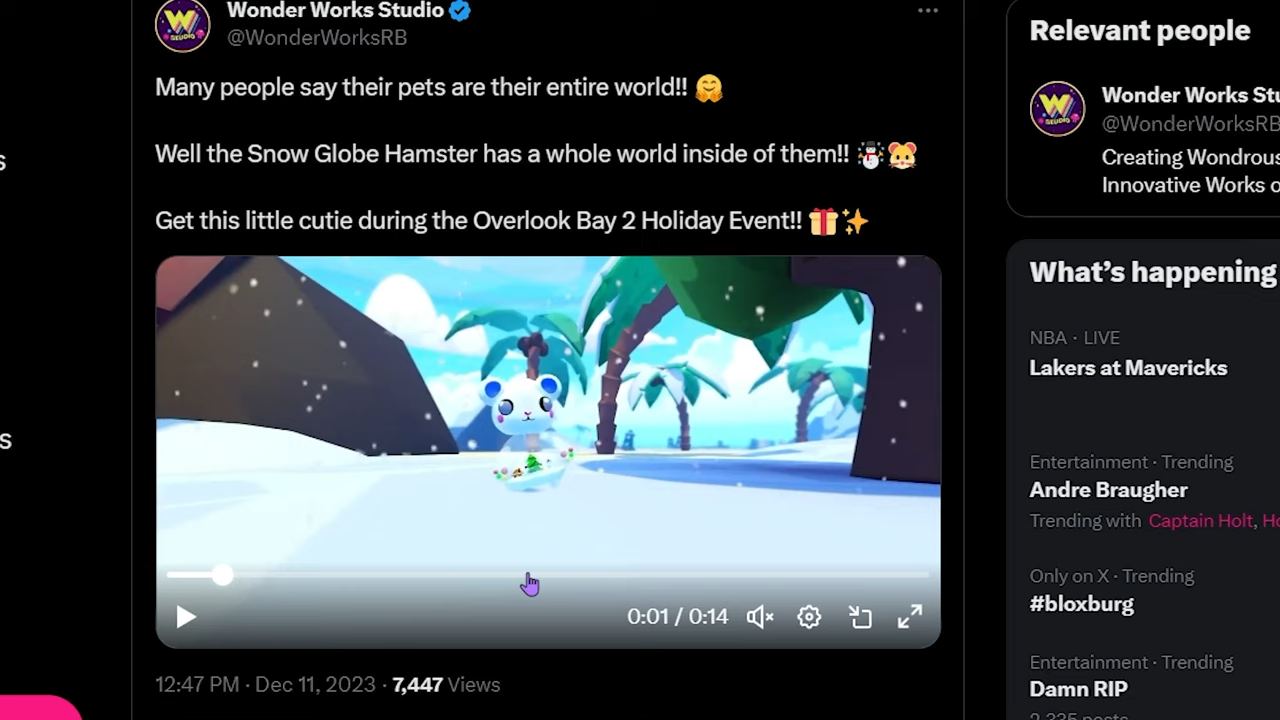 Wonder Works Studio
@WonderWorksRB
Many people say their pets are their entire world!! 🤗
Well the Snow Globe Hamster has a whole world inside of them!! ☃️🐹
Get this little cutie during the Overlook Bay 2 Holiday Event!! 🎁✨
0:01 / 0:14
12:47 PM · Dec 11, 2023 · 7,447 Views
Relevant people
Wonder Works Stu
@WonderWorksRB
Creating Wondrous
Innovative Works o
What's happening
NBA · LIVE
Lakers at Mavericks
Entertainment · Trending
Andre Braugher
Trending with Captain Holt, Ho
Only on X · Trending
#bloxburg
Entertainment · Trending
Damn RIP
2,335 posts